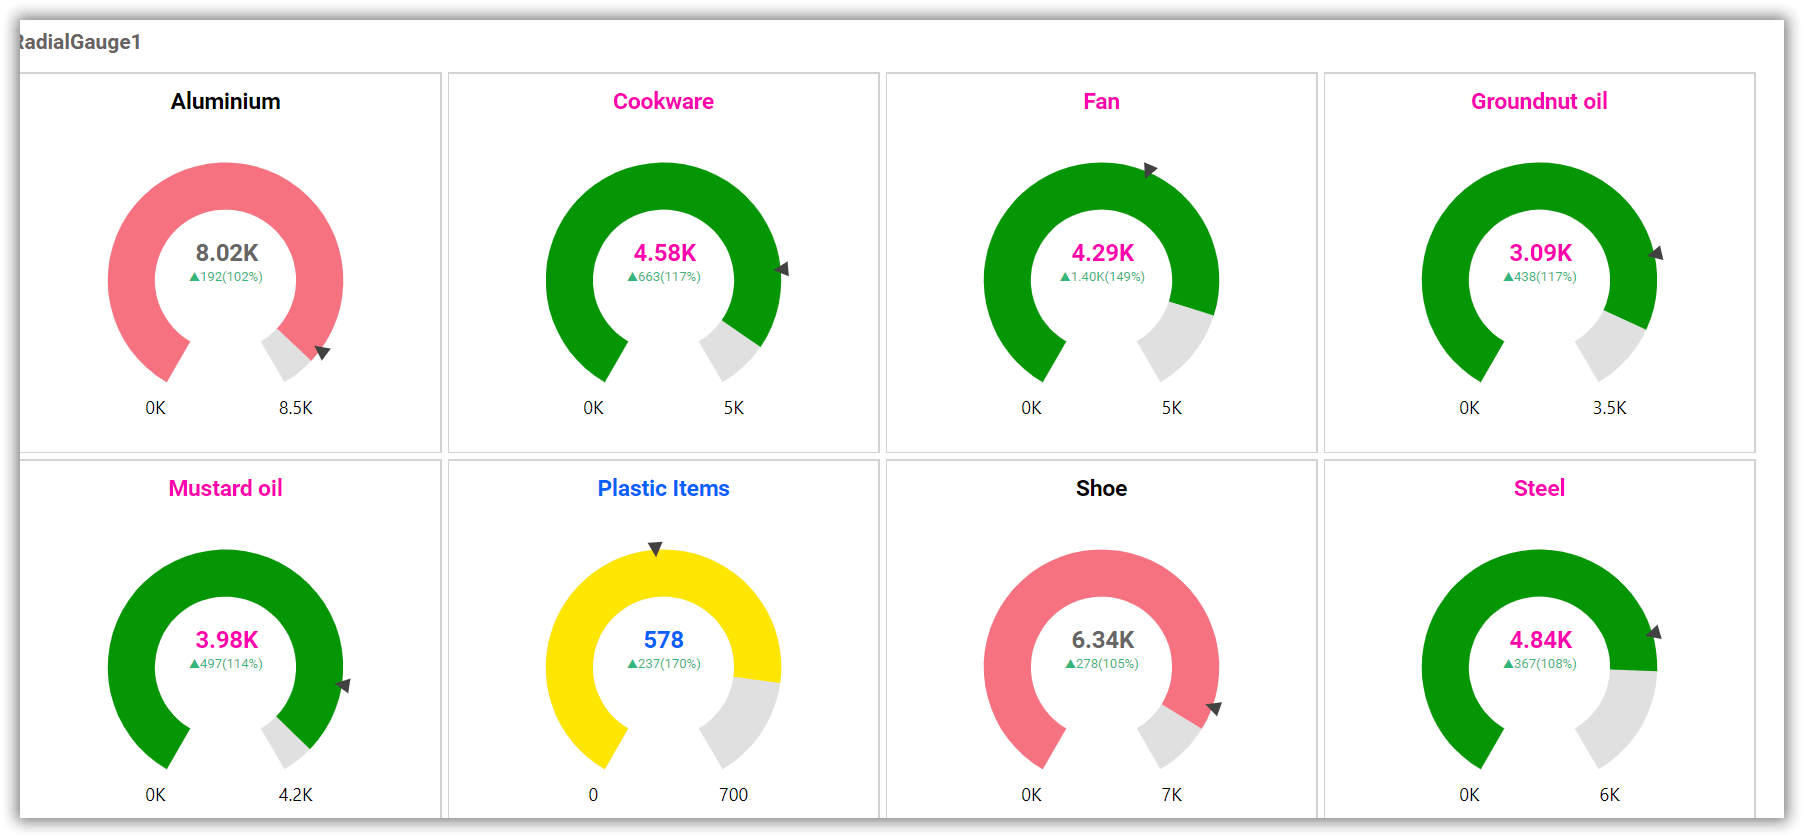 RadialGauge1
Aluminium
8.02K
▲192(102%)
0K 8.5K
Cookware
4.58K
▲663(117%)
0K 5K
Fan
4.29K
▲1.40K(149%)
0K 5K
Groundnut oil
3.09K
▲438(117%)
0K 3.5K
Mustard oil
3.98K
▲497(114%)
0K 4.2K
Plastic Items
578
▲237(170%)
0 700
Shoe
6.34K
▲278(105%)
0K 7K
Steel
4.84K
▲367(108%)
0K 6K